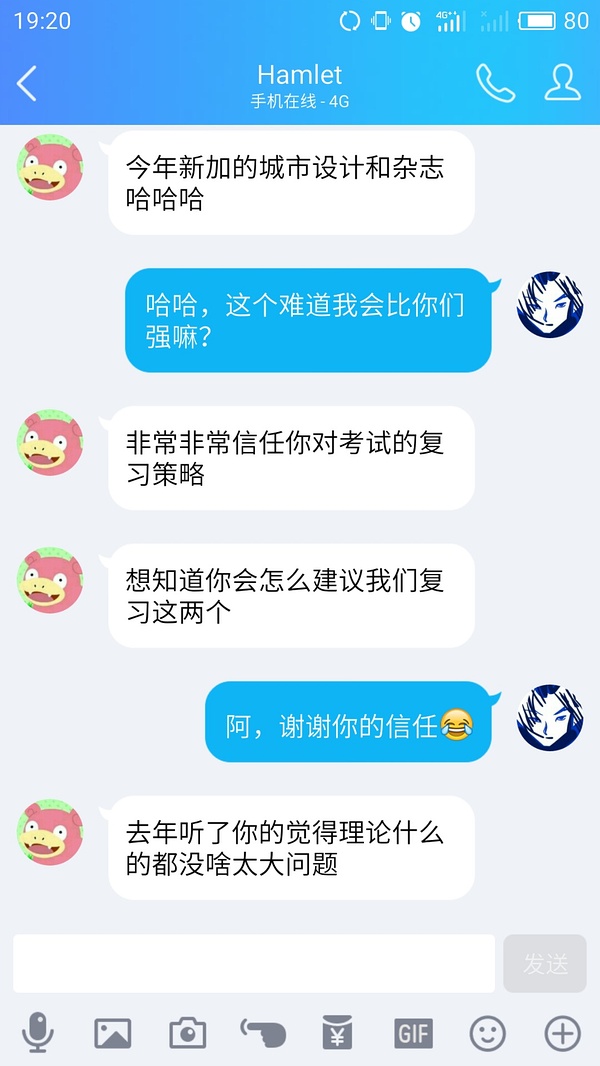 19:20
4G+
80
Hamlet
手机在线 - 4G
今年新加的城市设计和杂志
哈哈哈
哈哈，这个难道我会比你们
强嘛？
非常非常信任你对考试的复
习策略
想知道你会怎么建议我们复
习这两个
阿，谢谢你的信任😂
去年听了你的觉得理论什么
的都没啥太大问题
发送
¥
GIF